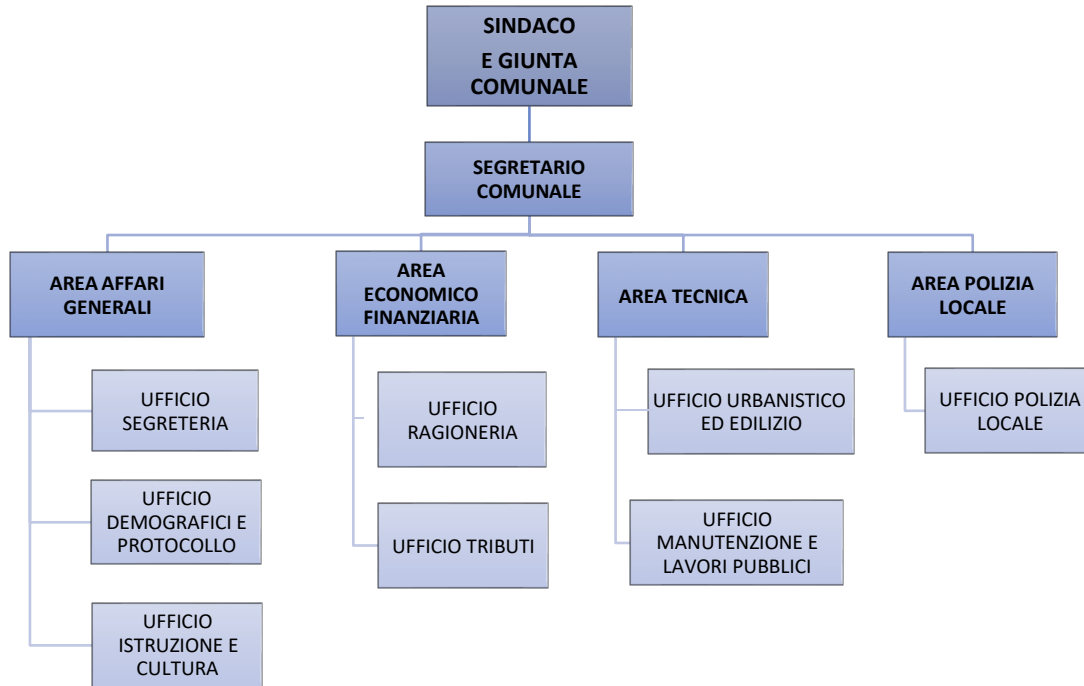 SINDACO
E GIUNTA
COMUNALE
SEGRETARIO
COMUNALE
AREA AFFARI
GENERALI
AREA
ECONOMICO
FINANZIARIA
AREA TECNICA
AREA POLIZIA
LOCALE
UFFICIO
SEGRETERIA
UFFICIO
DEMOGRAFICI E
PROTOCOLLO
UFFICIO
ISTRUZIONE E
CULTURA
UFFICIO
RAGIONERIA
UFFICIO TRIBUTI
UFFICIO URBANISTICO
ED EDILIZIO
UFFICIO
MANUTENZIONE E
LAVORI PUBBLICI
UFFICIO POLIZIA
LOCALE